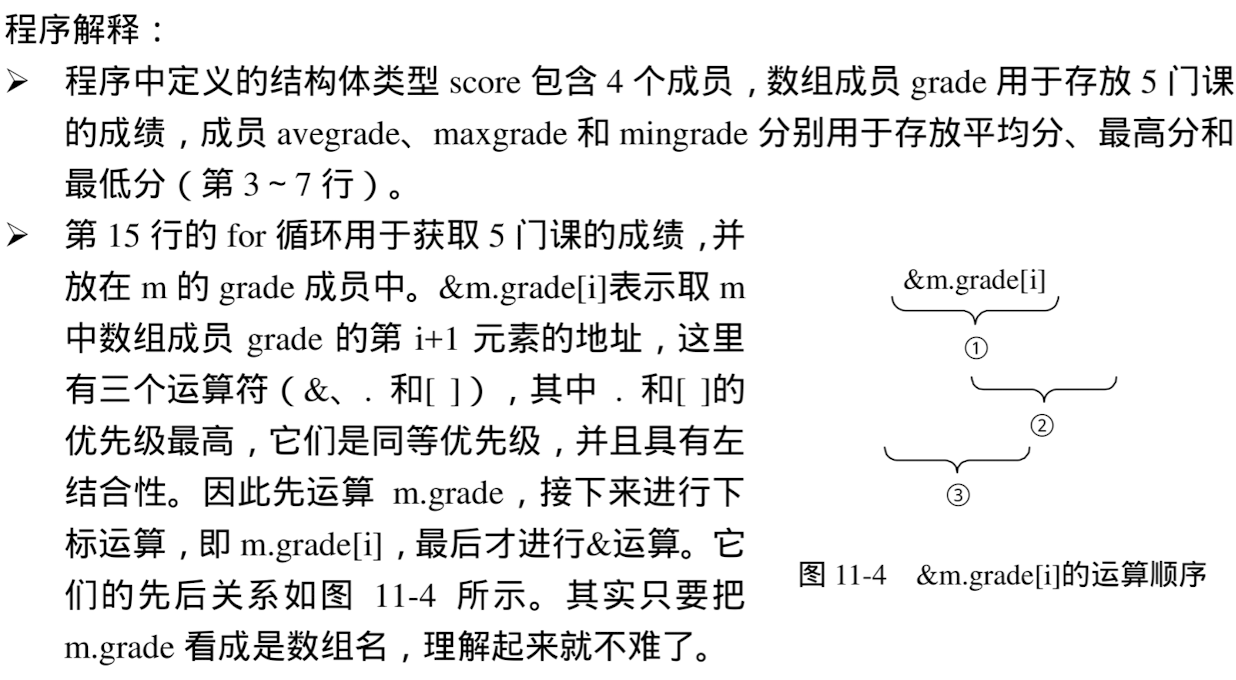 程序解释：
➢ 程序中定义的结构体类型 score 包含 4 个成员，数组成员 grade 用于存放 5 门课
的成绩，成员 avegrade、maxgrade 和 mingrade 分别用于存放平均分、最高分和
最低分（第 3～7 行）。
➢ 第 15 行的 for 循环用于获取 5 门课的成绩，并
放在 m 的 grade 成员中。&m.grade[i]表示取 m
中数组成员 grade 的第 i+1 元素的地址，这里
有三个运算符（&、. 和[ ]），其中 . 和[ ]的
优先级最高，它们是同等优先级，并且具有左
结合性。因此先运算 m.grade，接下来进行下
标运算，即 m.grade[i]，最后才进行&运算。它
们的先后关系如图 11-4 所示。其实只要把
m.grade 看成是数组名，理解起来就不难了。
&m.grade[i]
①
②
③
图 11-4 &m.grade[i]的运算顺序